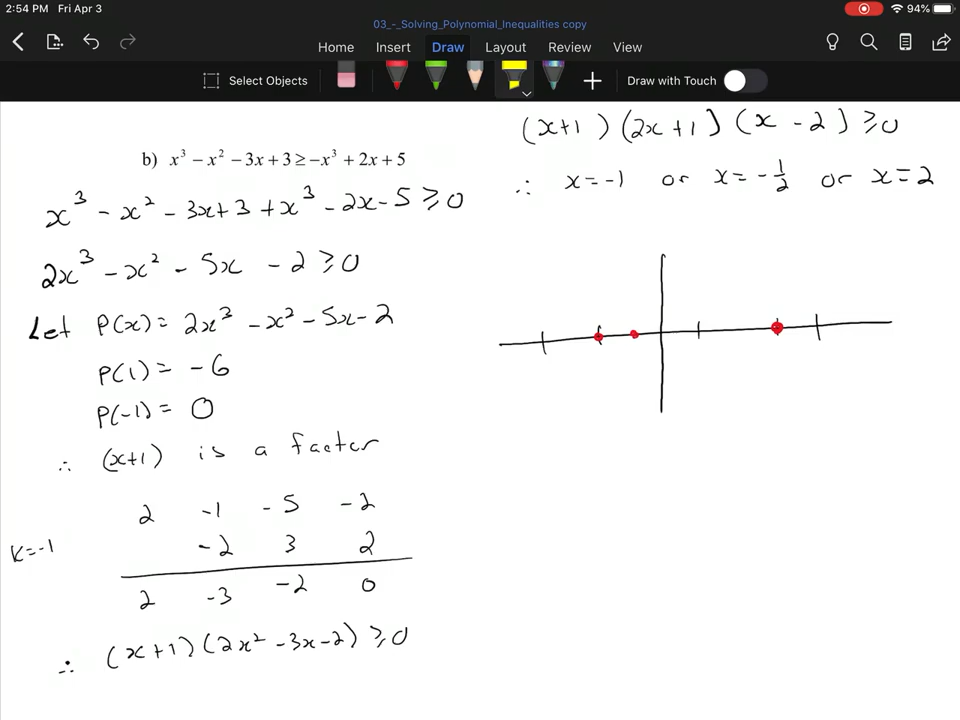 2:54 PM Fri Apr 3
94%
03_-_Solving_Polynomial_Inequalities copy
Home Insert Draw Layout Review View
Select Objects
Draw with Touch
b) x³ − x² − 3x + 3 ≥ −x³ + 2x + 5
x³ − x² − 3x + 3 + x³ − 2x − 5 ≥ 0
2x³ − x² − 5x − 2 ≥ 0
Let P(x) = 2x³ − x² − 5x − 2
P(1) = −6
P(−1) = 0
∴ (x+1) is a factor
2 -1 -5 -2
K=-1 -2 3 2
2 -3 -2 0
∴ (x+1)(2x² − 3x − 2) ≥ 0
(x+1)(2x+1)(x−2) ≥ 0
∴ x = −1 or x = −1/2 or x = 2